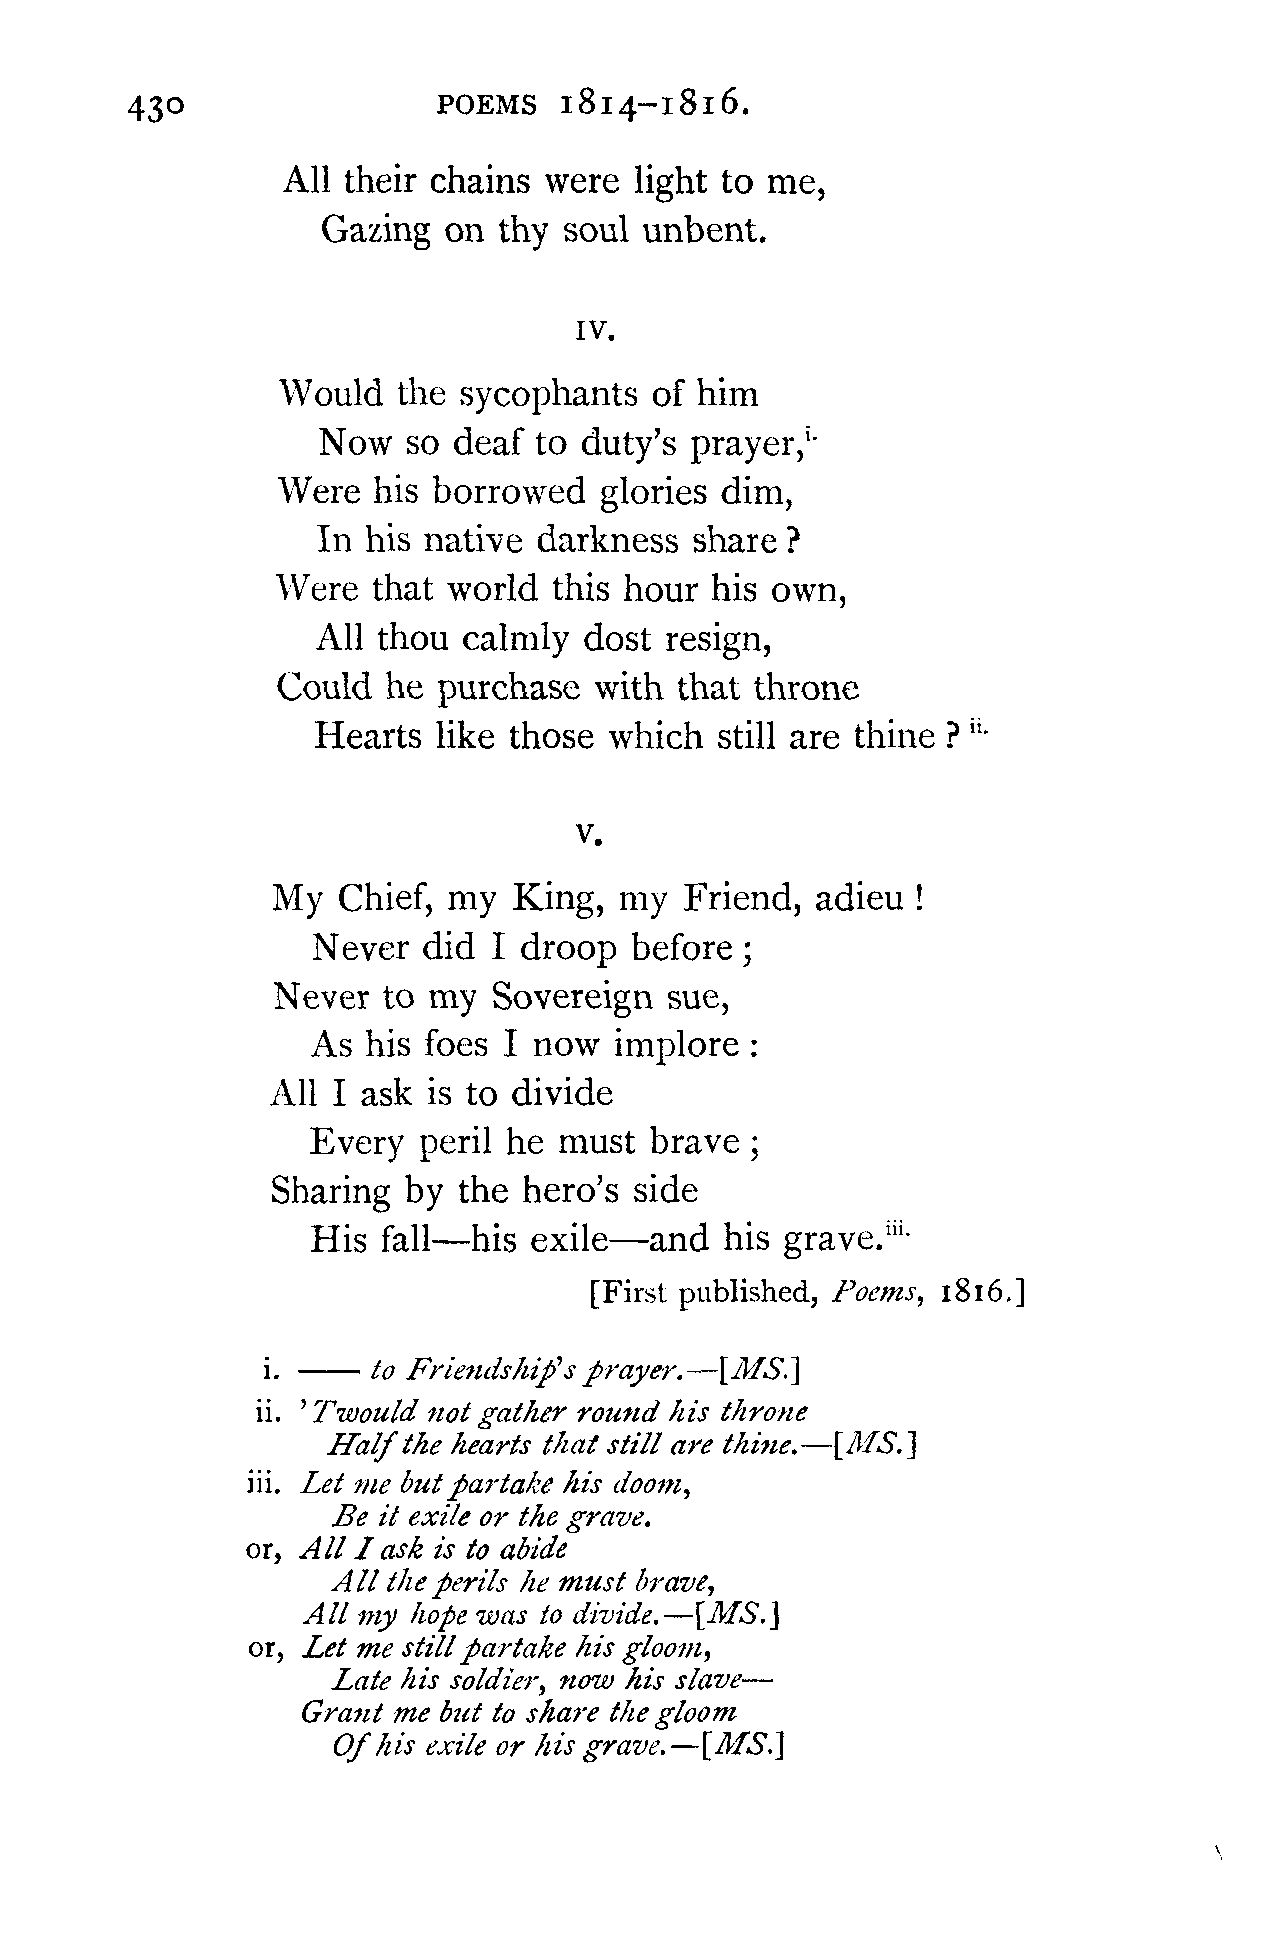 430 POEMS 1814–1816.
All their chains were light to me,
Gazing on thy soul unbent.
IV.
Would the sycophants of him
Now so deaf to duty's prayer,i.
Were his borrowed glories dim,
In his native darkness share?
Were that world this hour his own,
All thou calmly dost resign,
Could he purchase with that throne
Hearts like those which still are thine? ii.
V.
My Chief, my King, my Friend, adieu!
Never did I droop before;
Never to my Sovereign sue,
As his foes I now implore:
All I ask is to divide
Every peril he must brave;
Sharing by the hero's side
His fall—his exile—and his grave.iii.
[First published, Poems, 1816.]
i. —— to Friendship's prayer.—[MS.]
ii. 'Twould not gather round his throne
Half the hearts that still are thine.—[MS.]
iii. Let me but partake his doom,
Be it exile or the grave.
or, All I ask is to abide
All the perils he must brave,
All my hope was to divide.—[MS.]
or, Let me still partake his gloom,
Late his soldier, now his slave—
Grant me but to share the gloom
Of his exile or his grave.—[MS.]